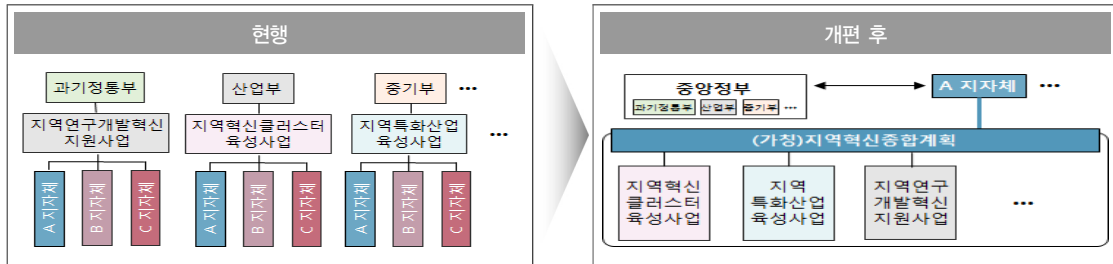 현행
과기정통부
산업부
중기부
...
지역연구개발혁신
지원사업
지역혁신클러스터
육성사업
지역특화산업
육성사업
...
A 지자체
B 지자체
C 지자체
A 지자체
B 지자체
C 지자체
A 지자체
B 지자체
C 지자체
개편 후
중앙정부
과기정통부 산업부 중기부 ...
A 지자체
...
(가칭)지역혁신종합계획
지역혁신
클러스터
육성사업
지역
특화산업
육성사업
지역연구
개발혁신
지원사업
...